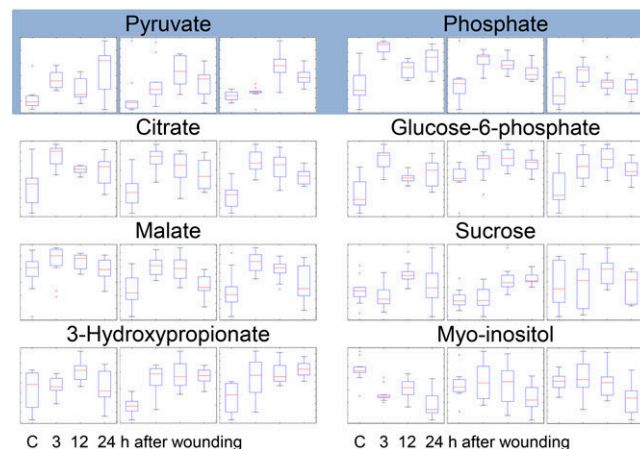 Pyruvate Phosphate
Citrate Glucose-6-phosphate
Malate Sucrose
3-Hydroxypropionate Myo-inositol
C 3 12 24 h after wounding C 3 12 24 h after wounding